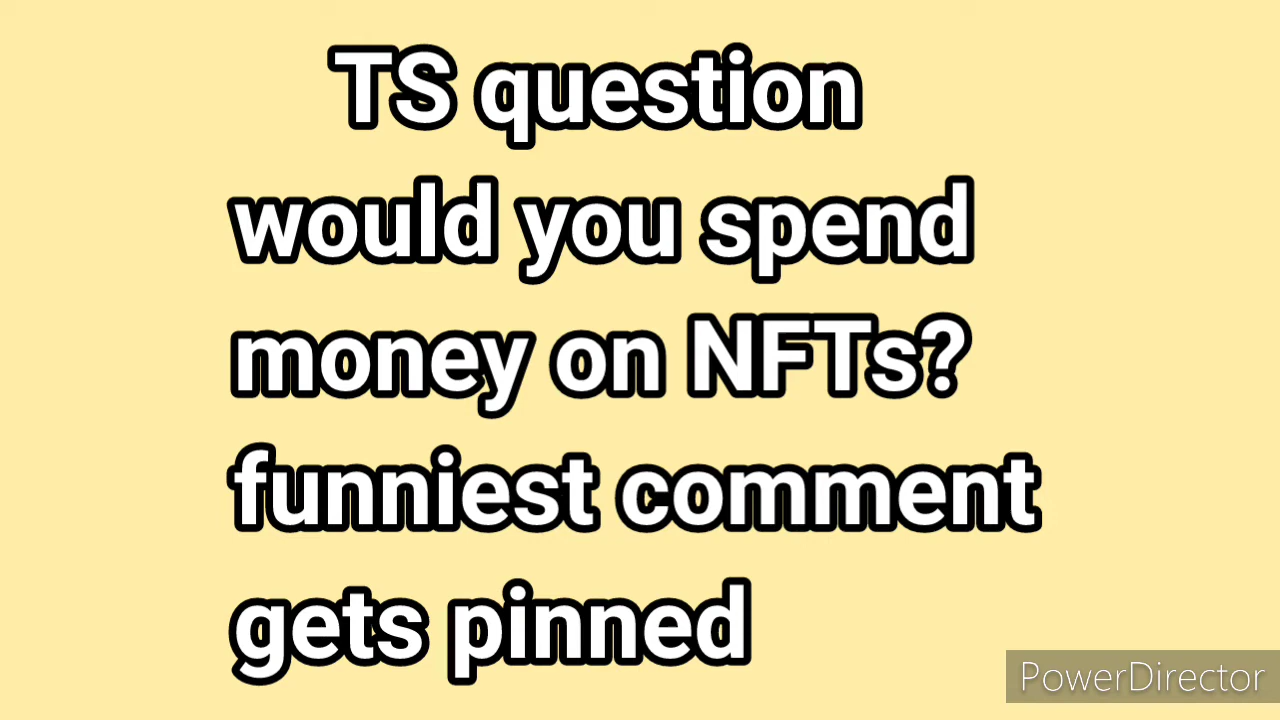 TS question
would you spend
money on NFTs?
funniest comment
gets pinned
PowerDirector